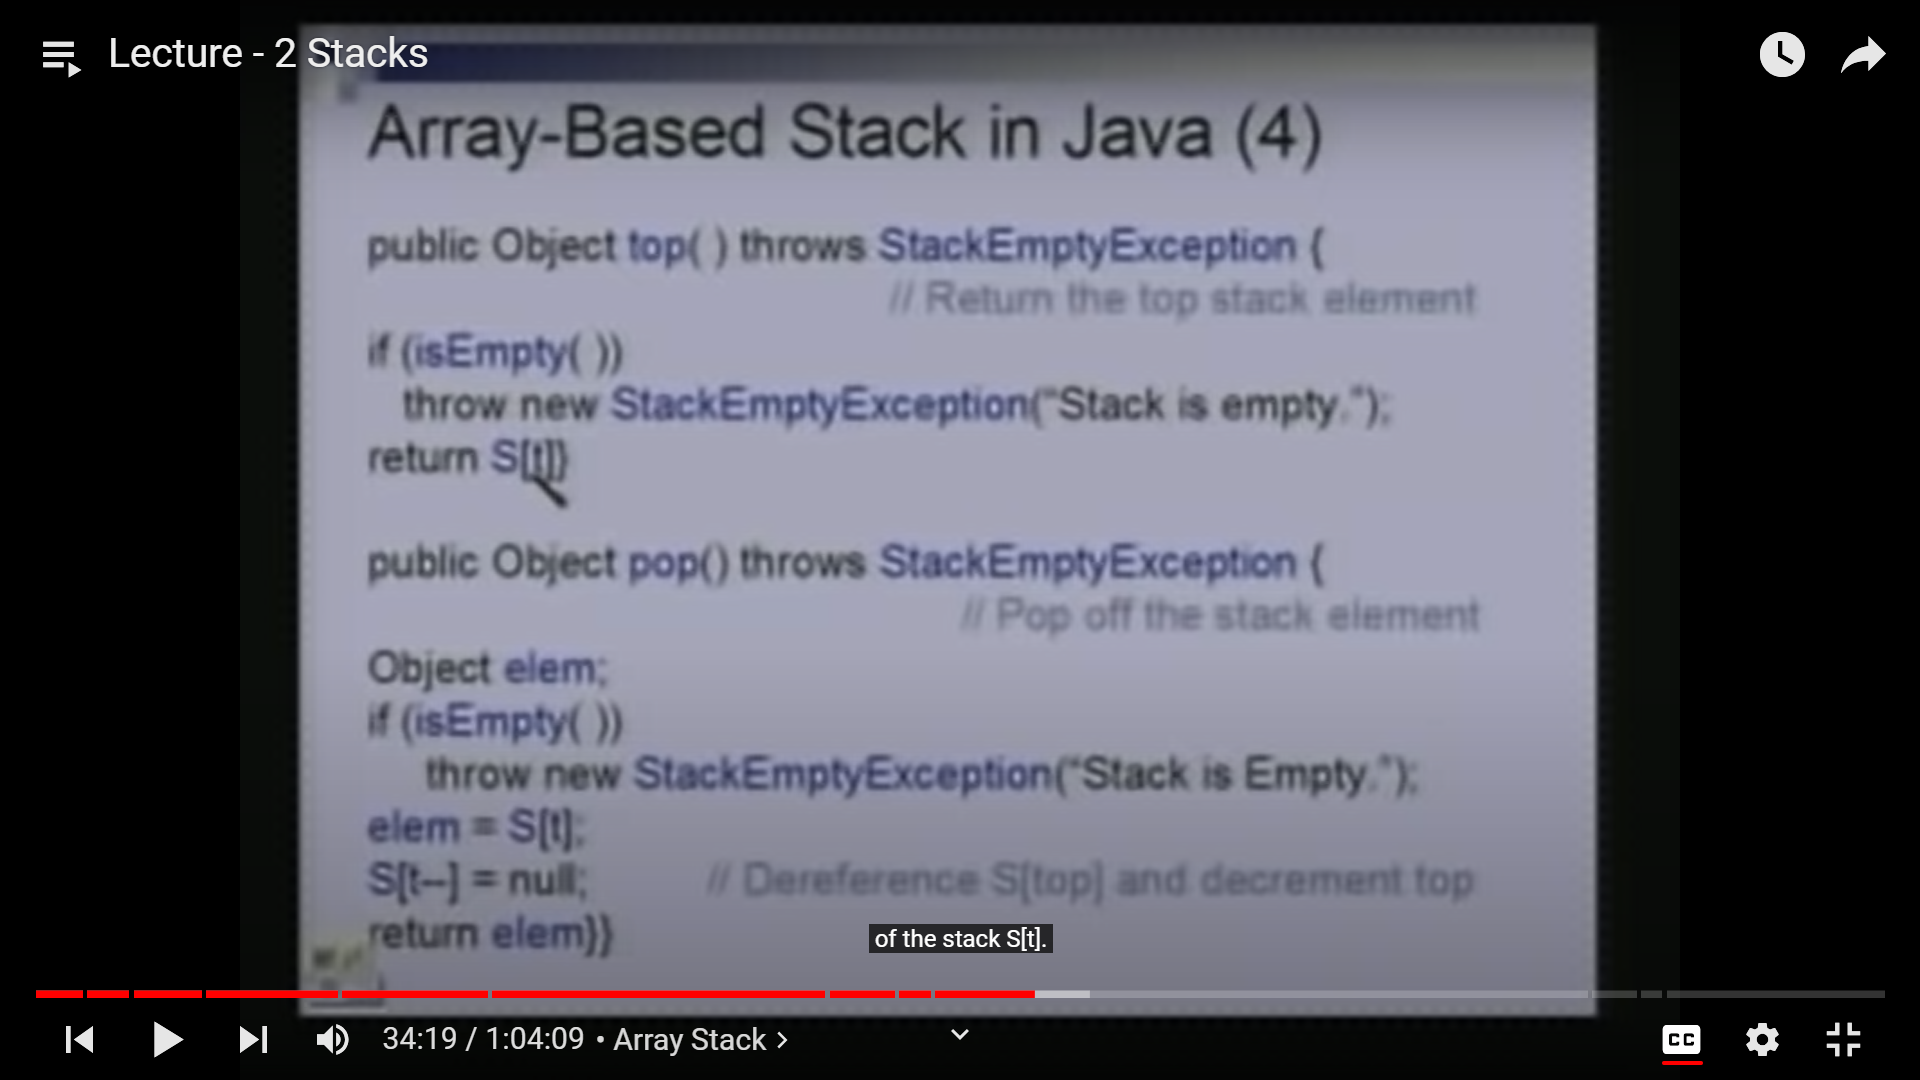 Lecture - 2 Stacks
Array-Based Stack in Java (4)
public Object top( ) throws StackEmptyException {
// Return the top stack element
if (isEmpty( ))
throw new StackEmptyException("Stack is empty.");
return S[t]}
public Object pop() throws StackEmptyException {
// Pop off the stack element
Object elem;
if (isEmpty( ))
throw new StackEmptyException("Stack is Empty.");
elem = S[t];
S[t--] = null; // Dereference S[top] and decrement top
return elem}}
of the stack S[t].
34:19 / 1:04:09 • Array Stack >
CC